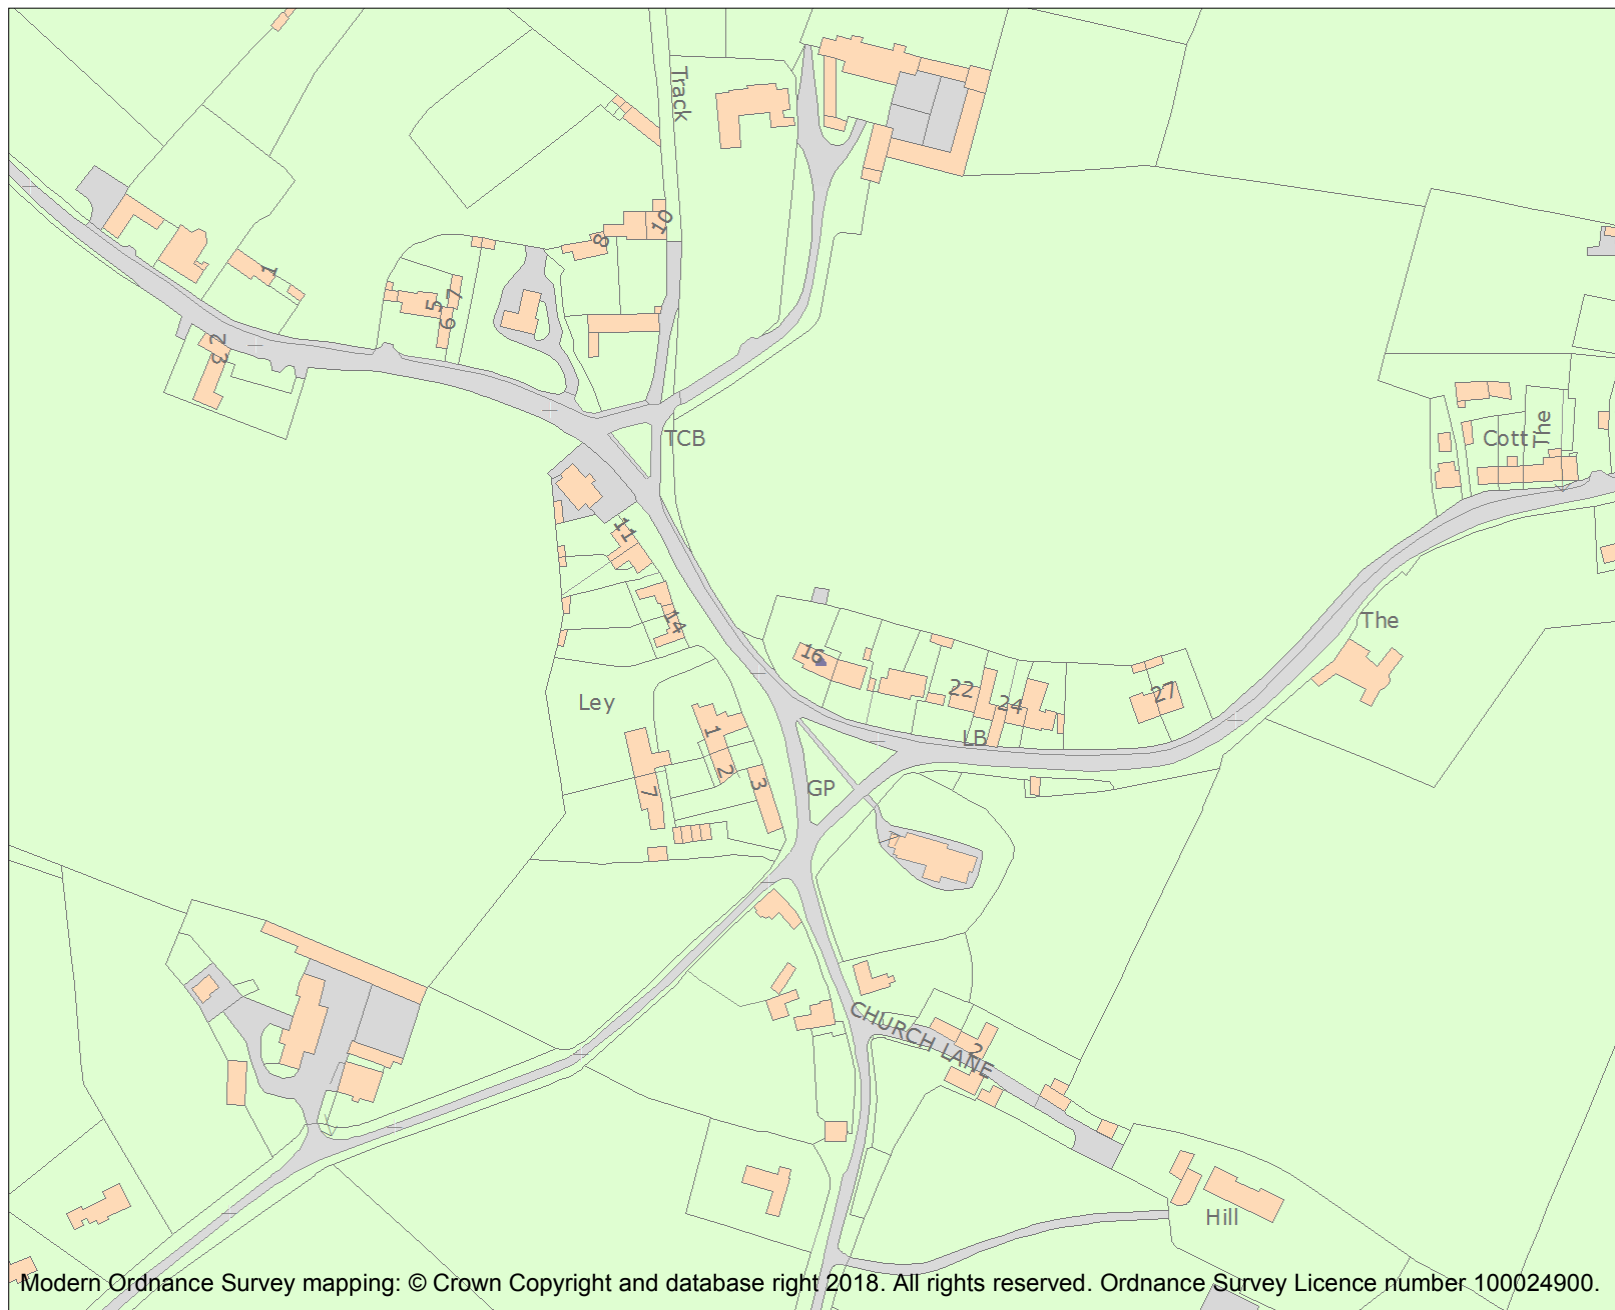 Track
10
8
1
5
7
6
2
3
TCB
Cott
The
11
14
The
16
22
24
27
Ley
1
2
3
7
LB
GP
CHURCH LANE
2
Hill
Modern Ordnance Survey mapping: © Crown Copyright and database right 2018. All rights reserved. Ordnance Survey Licence number 100024900.